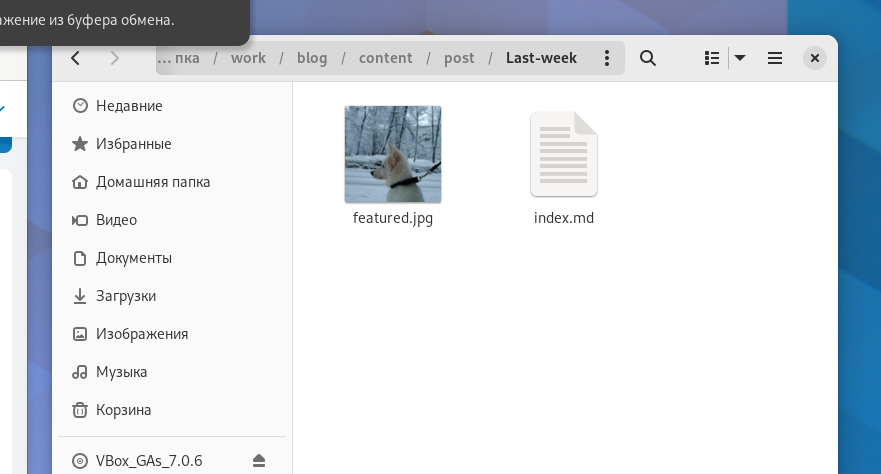 ажение из буфера обмена.
... пка / work / blog / content / post / Last-week
Недавние
Избранные
Домашняя папка
Видео
Документы
Загрузки
Изображения
Музыка
Корзина
VBox_GAs_7.0.6
featured.jpg
index.md